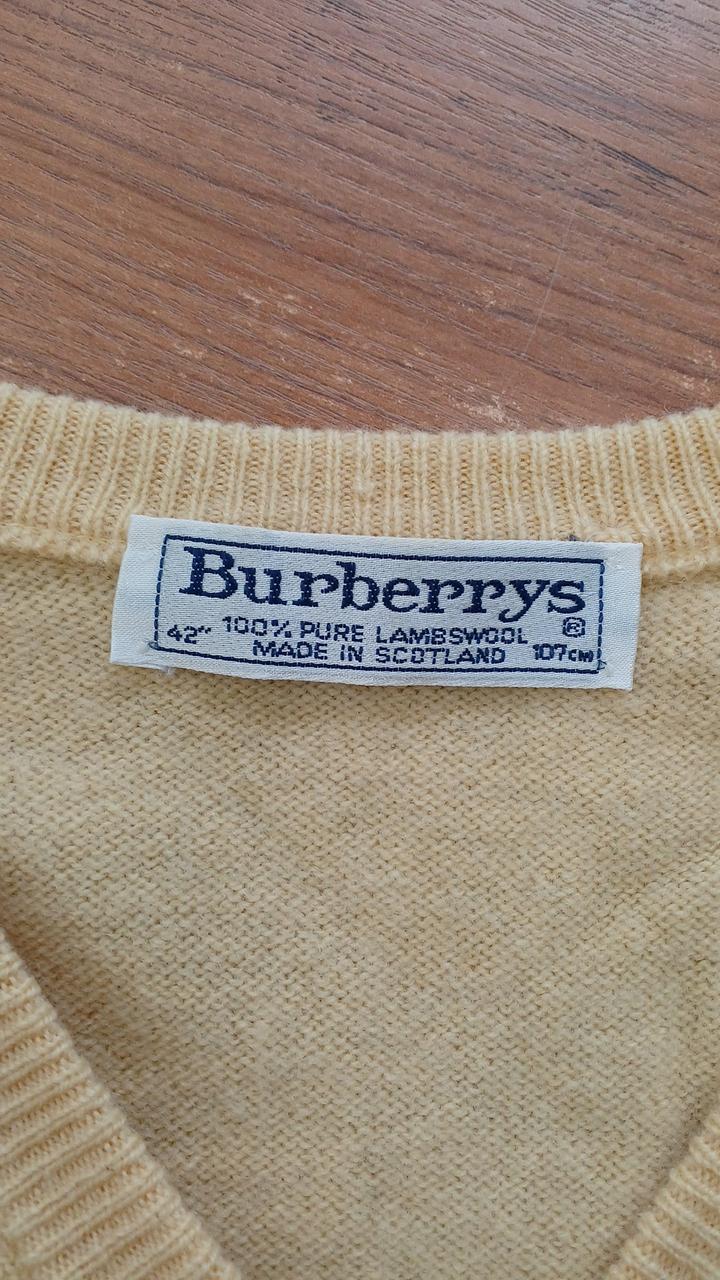 Burberrys
®
42" 100% PURE LAMBSWOOL
MADE IN SCOTLAND 107cm